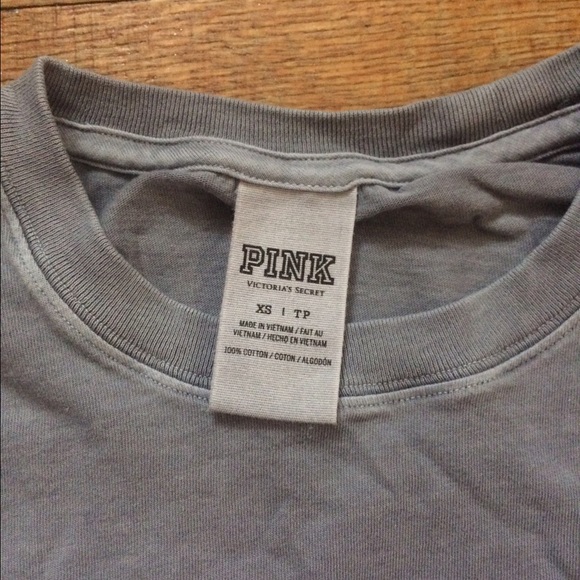 PINK
VICTORIA'S SECRET
XS | TP
MADE IN VIETNAM / FAIT AU
VIETNAM / HECHO EN VIETNAM
100% COTTON / COTON / ALGODÓN